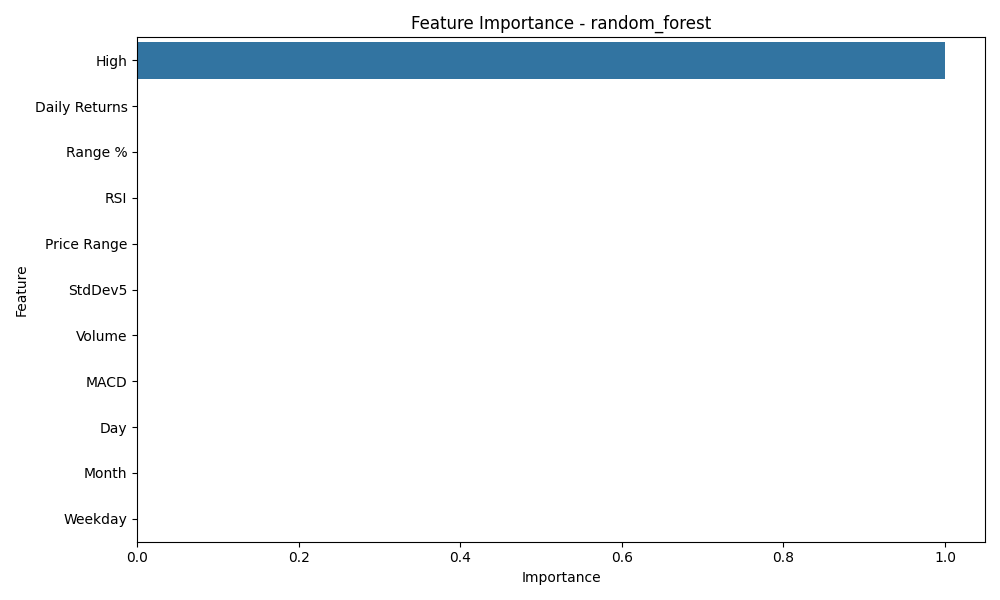 Feature Importance - random_forest
High
Daily Returns
Range %
RSI
Price Range
StdDev5
Volume
MACD
Day
Month
Weekday
Feature
0.0 0.2 0.4 0.6 0.8 1.0
Importance